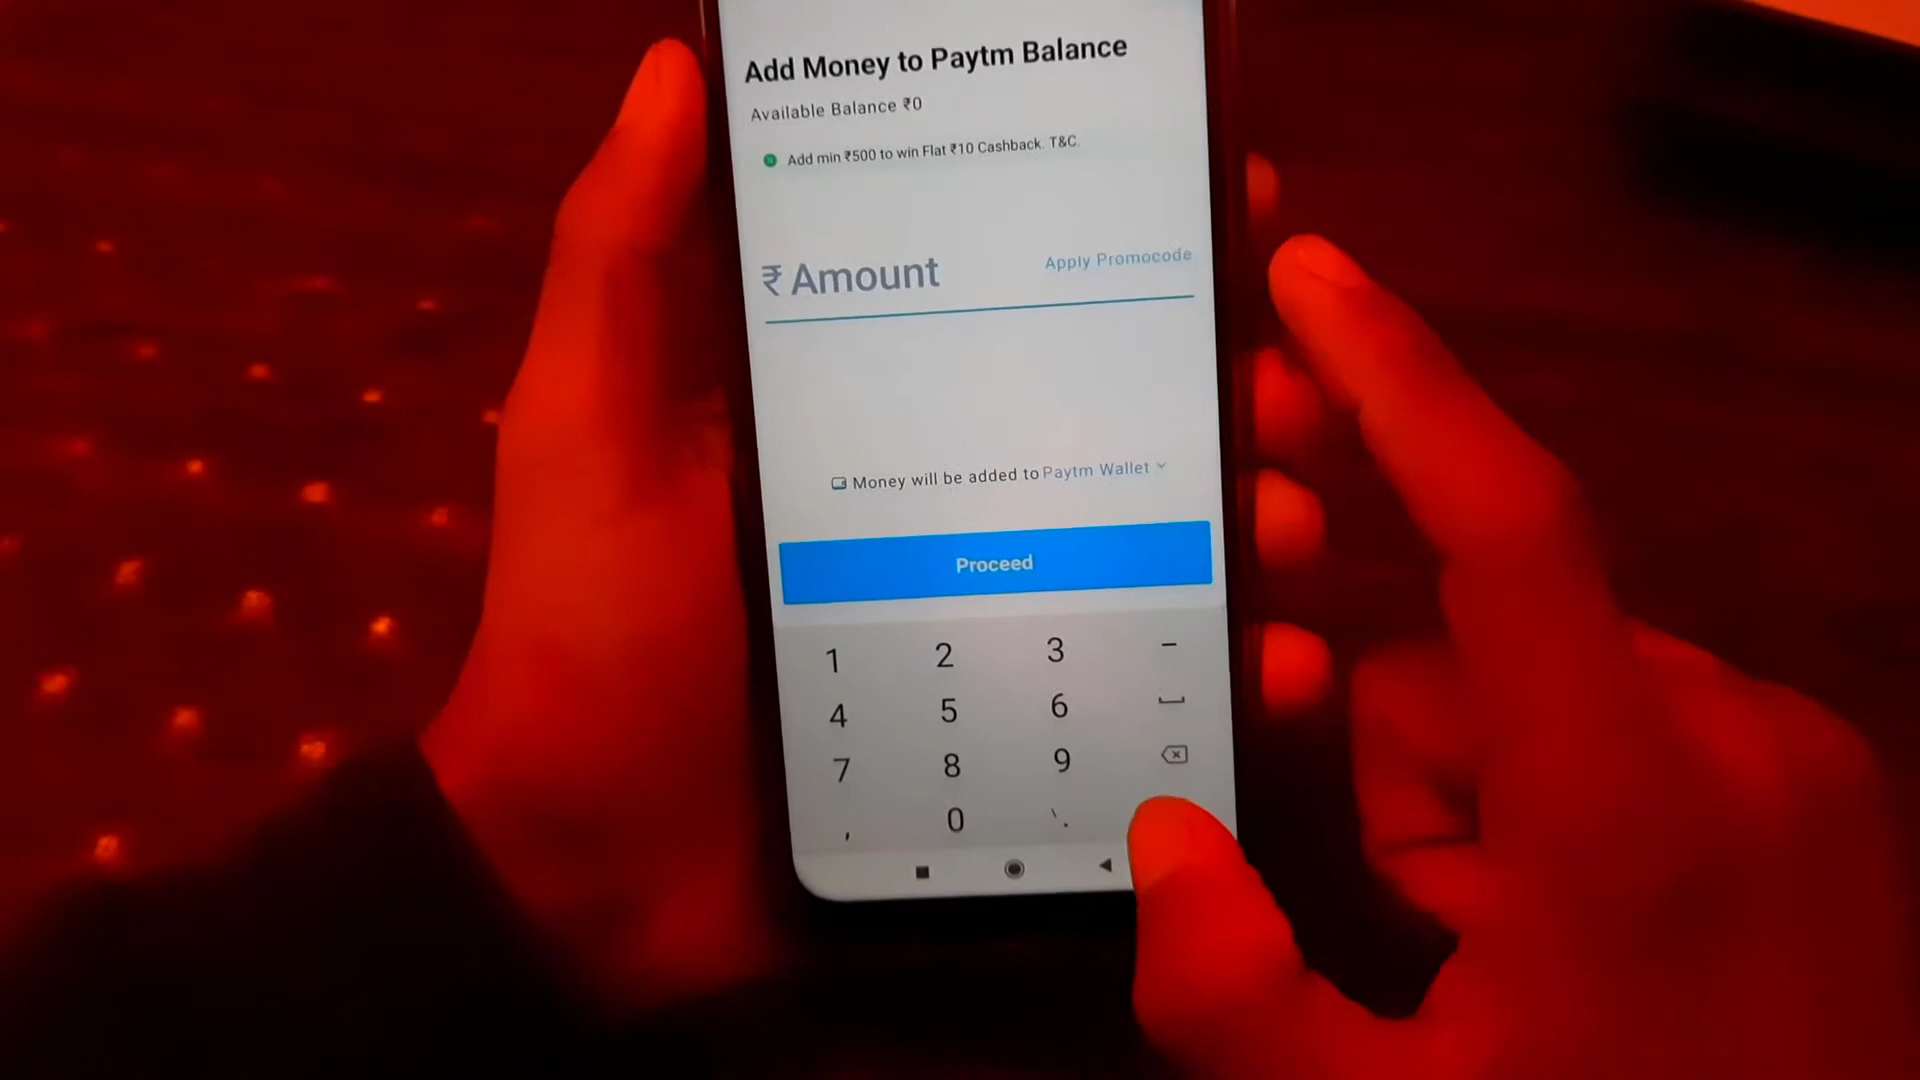 Add Money to Paytm Balance
Available Balance ₹0
Add min ₹500 to win Flat ₹10 Cashback. T&C.
₹ Amount
Apply Promocode
Money will be added to Paytm Wallet
Proceed
1 2 3 –
4 5 6
7 8 9
, 0 .